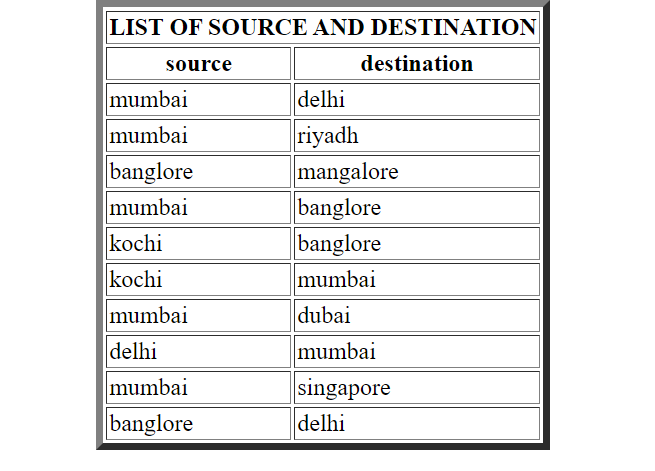 LIST OF SOURCE AND DESTINATION
source destination
mumbai delhi
mumbai riyadh
banglore mangalore
mumbai banglore
kochi banglore
kochi mumbai
mumbai dubai
delhi mumbai
mumbai singapore
banglore delhi